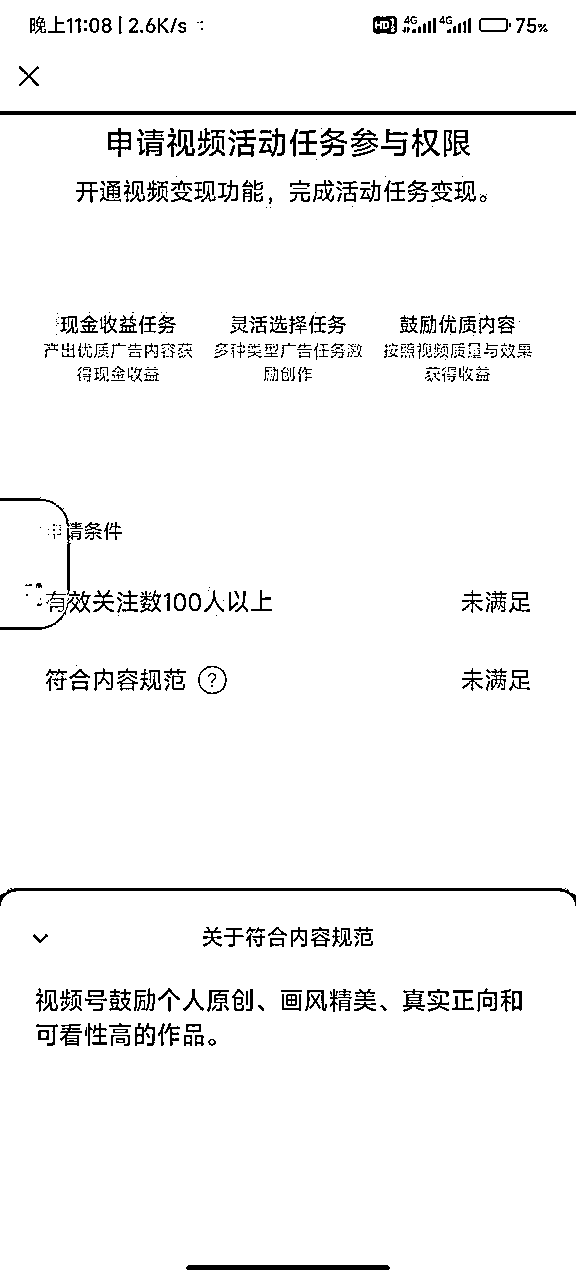 晚上11:08 | 2.6K/s
HD 4G 4G 75%
申请视频活动任务参与权限
开通视频变现功能，完成活动任务变现。
现金收益任务 灵活选择任务 鼓励优质内容
产出优质广告内容获 多种类型广告任务激 按照视频质量与效果
得现金收益 励创作 获得收益
申请条件
有效关注数100人以上 未满足
符合内容规范 ? 未满足
关于符合内容规范
视频号鼓励个人原创、画风精美、真实正向和
可看性高的作品。